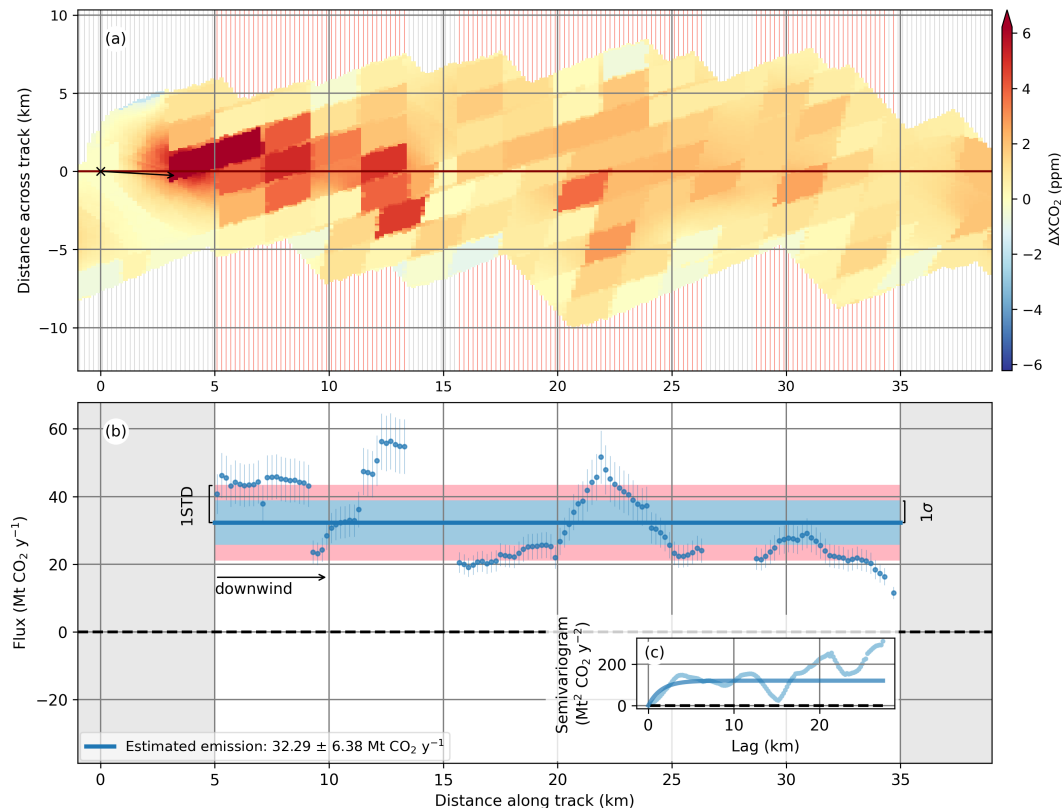 (a)
10
5
0
−5
−10
Distance across track (km)
0
5
10
15
20
25
30
35
6
4
2
0
−2
−4
−6
ΔXCO₂ (ppm)
(b)
60
40
20
0
−20
Flux (Mt CO₂ y⁻¹)
1STD
1σ
downwind
Estimated emission: 32.29 ± 6.38 Mt CO₂ y⁻¹
(c)
200
0
Semivariogram
(Mt² CO₂ y⁻²)
0
10
20
Lag (km)
0
5
10
15
20
25
30
35
Distance along track (km)